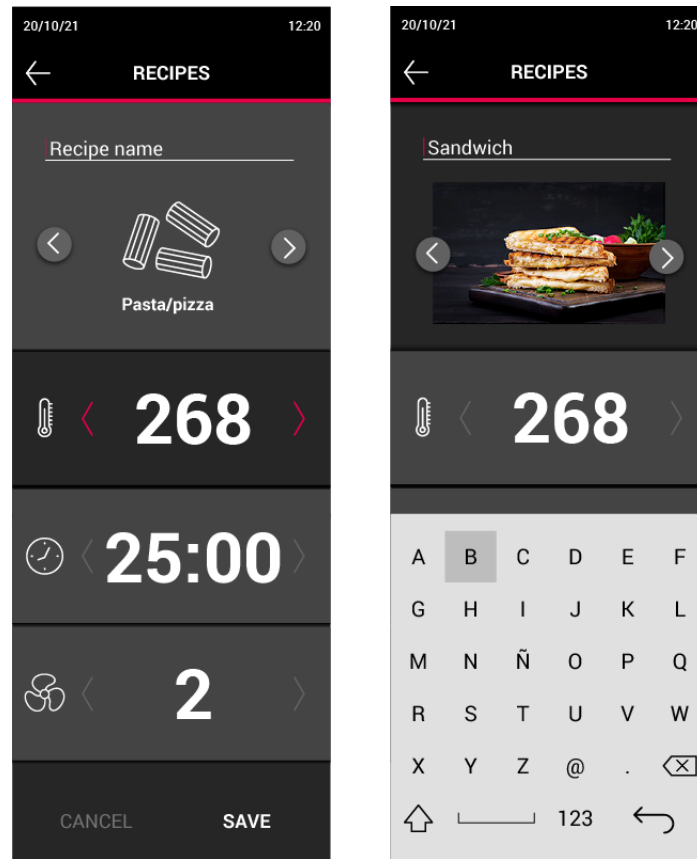 20/10/21 12:20
RECIPES
Recipe name
Pasta/pizza
268
25:00
2
CANCEL SAVE
20/10/21 12:20
RECIPES
Sandwich
268
A B C D E F
G H I J K L
M N Ñ O P Q
R S T U V W
X Y Z @ .
123